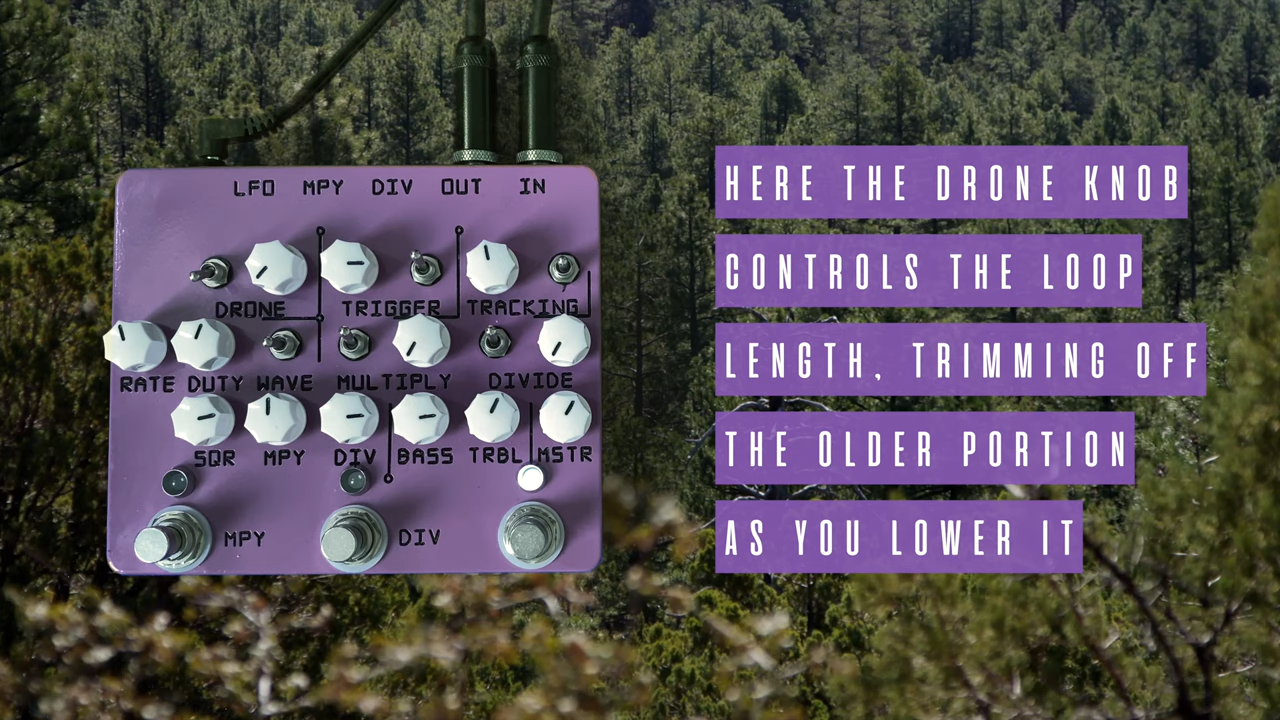 LFO MPY DIV OUT IN
DRONE TRIGGER TRACKING
RATE DUTY WAVE MULTIPLY DIVIDE
SQR MPY DIV BASS TRBL MSTR
MPY DIV
HERE THE DRONE KNOB
CONTROLS THE LOOP
LENGTH, TRIMMING OFF
THE OLDER PORTION
AS YOU LOWER IT